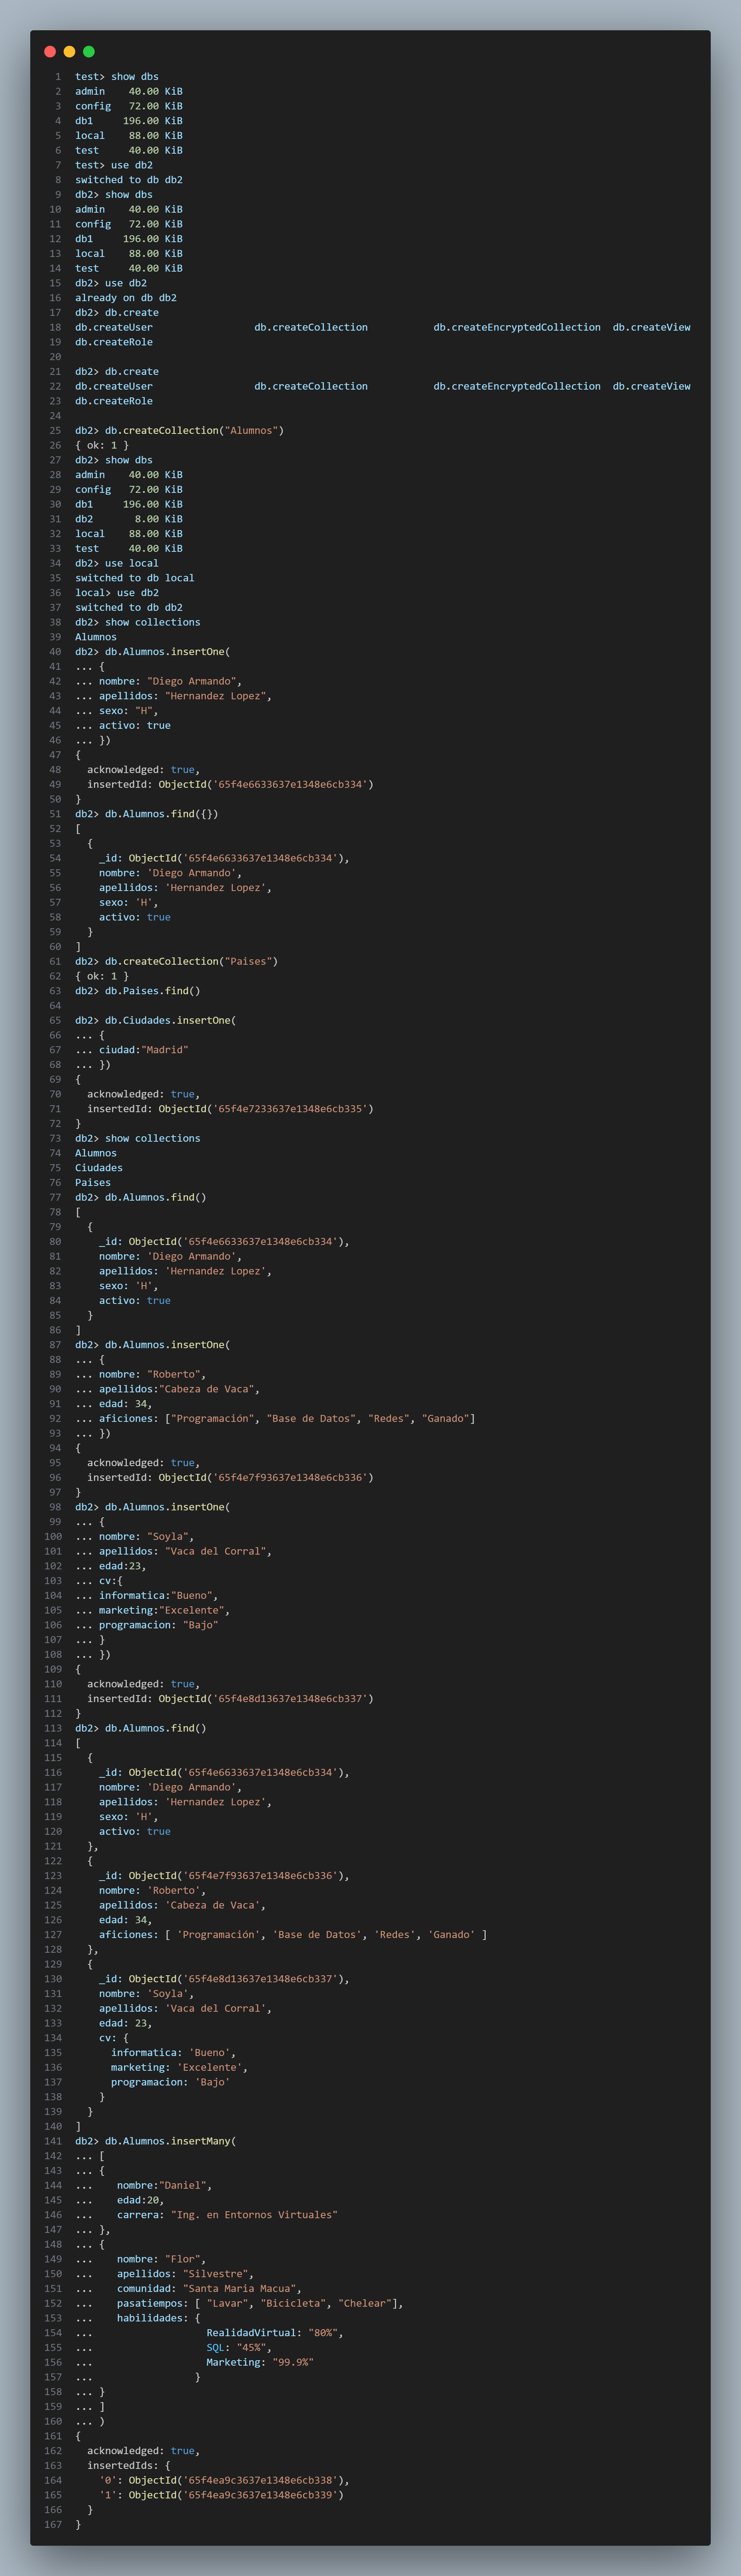 1 test> show dbs
2 admin    40.00 KiB
3 config   72.00 KiB
4 db1     196.00 KiB
5 local    88.00 KiB
6 test     40.00 KiB
7 test> use db2
8 switched to db db2
9 db2> show dbs
10 admin    40.00 KiB
11 config   72.00 KiB
12 db1     196.00 KiB
13 local    88.00 KiB
14 test     40.00 KiB
15 db2> use db2
16 already on db db2
17 db2> db.create
18 db.createUser                 db.createCollection           db.createEncryptedCollection  db.createView
19 db.createRole
20
21 db2> db.create
22 db.createUser                 db.createCollection           db.createEncryptedCollection  db.createView
23 db.createRole
24
25 db2> db.createCollection("Alumnos")
26 { ok: 1 }
27 db2> show dbs
28 admin    40.00 KiB
29 config   72.00 KiB
30 db1     196.00 KiB
31 db2       8.00 KiB
32 local    88.00 KiB
33 test     40.00 KiB
34 db2> use local
35 switched to db local
36 local> use db2
37 switched to db db2
38 db2> show collections
39 Alumnos
40 db2> db.Alumnos.insertOne(
41 ... {
42 ... nombre: "Diego Armando",
43 ... apellidos: "Hernandez Lopez",
44 ... sexo: "H",
45 ... activo: true
46 ... })
47 {
48   acknowledged: true,
49   insertedId: ObjectId('65f4e6633637e1348e6cb334')
50 }
51 db2> db.Alumnos.find({})
52 [
53   {
54     _id: ObjectId('65f4e6633637e1348e6cb334'),
55     nombre: 'Diego Armando',
56     apellidos: 'Hernandez Lopez',
57     sexo: 'H',
58     activo: true
59   }
60 ]
61 db2> db.createCollection("Paises")
62 { ok: 1 }
63 db2> db.Paises.find()
64
65 db2> db.Ciudades.insertOne(
66 ... {
67 ... ciudad:"Madrid"
68 ... })
69 {
70   acknowledged: true,
71   insertedId: ObjectId('65f4e7233637e1348e6cb335')
72 }
73 db2> show collections
74 Alumnos
75 Ciudades
76 Paises
77 db2> db.Alumnos.find()
78 [
79   {
80     _id: ObjectId('65f4e6633637e1348e6cb334'),
81     nombre: 'Diego Armando',
82     apellidos: 'Hernandez Lopez',
83     sexo: 'H',
84     activo: true
85   }
86 ]
87 db2> db.Alumnos.insertOne(
88 ... {
89 ... nombre: "Roberto",
90 ... apellidos:"Cabeza de Vaca",
91 ... edad: 34,
92 ... aficiones: ["Programación", "Base de Datos", "Redes", "Ganado"]
93 ... })
94 {
95   acknowledged: true,
96   insertedId: ObjectId('65f4e7f93637e1348e6cb336')
97 }
98 db2> db.Alumnos.insertOne(
99 ... {
100 ... nombre: "Soyla",
101 ... apellidos: "Vaca del Corral",
102 ... edad:23,
103 ... cv:{
104 ... informatica:"Bueno",
105 ... marketing:"Excelente",
106 ... programacion: "Bajo"
107 ... }
108 ... })
109 {
110   acknowledged: true,
111   insertedId: ObjectId('65f4e8d13637e1348e6cb337')
112 }
113 db2> db.Alumnos.find()
114 [
115   {
116     _id: ObjectId('65f4e6633637e1348e6cb334'),
117     nombre: 'Diego Armando',
118     apellidos: 'Hernandez Lopez',
119     sexo: 'H',
120     activo: true
121   },
122   {
123     _id: ObjectId('65f4e7f93637e1348e6cb336'),
124     nombre: 'Roberto',
125     apellidos: 'Cabeza de Vaca',
126     edad: 34,
127     aficiones: [ 'Programación', 'Base de Datos', 'Redes', 'Ganado' ]
128   },
129   {
130     _id: ObjectId('65f4e8d13637e1348e6cb337'),
131     nombre: 'Soyla',
132     apellidos: 'Vaca del Corral',
133     edad: 23,
134     cv: {
135       informatica: 'Bueno',
136       marketing: 'Excelente',
137       programacion: 'Bajo'
138     }
139   }
140 ]
141 db2> db.Alumnos.insertMany(
142 ... [
143 ... {
144 ...    nombre:"Daniel",
145 ...    edad:20,
146 ...    carrera: "Ing. en Entornos Virtuales"
147 ... },
148 ... {
149 ...    nombre: "Flor",
150 ...    apellidos: "Silvestre",
151 ...    comunidad: "Santa Maria Macua",
152 ...    pasatiempos: [ "Lavar", "Bicicleta", "Chelear"],
153 ...    habilidades: {
154 ...                   RealidadVirtual: "80%",
155 ...                   SQL: "45%",
156 ...                   Marketing: "99.9%"
157 ...                 }
158 ... }
159 ... ]
160 ... )
161 {
162   acknowledged: true,
163   insertedIds: {
164     '0': ObjectId('65f4ea9c3637e1348e6cb338'),
165     '1': ObjectId('65f4ea9c3637e1348e6cb339')
166   }
167 }